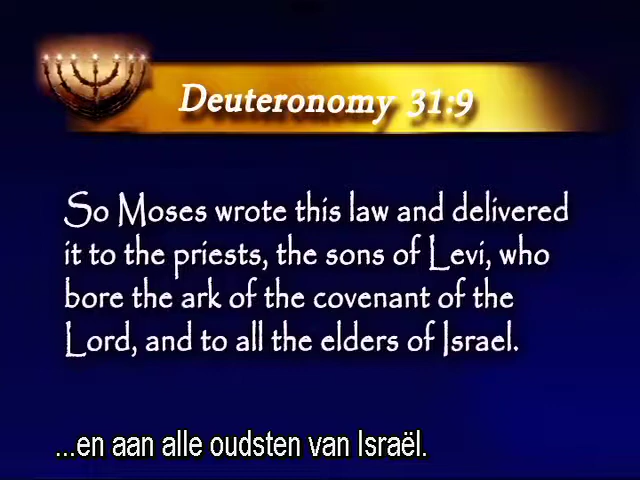 Deuteronomy 31:9
So Moses wrote this law and delivered
it to the priests, the sons of Levi, who
bore the ark of the covenant of the
Lord, and to all the elders of Israel.
...en aan alle oudsten van Israël.